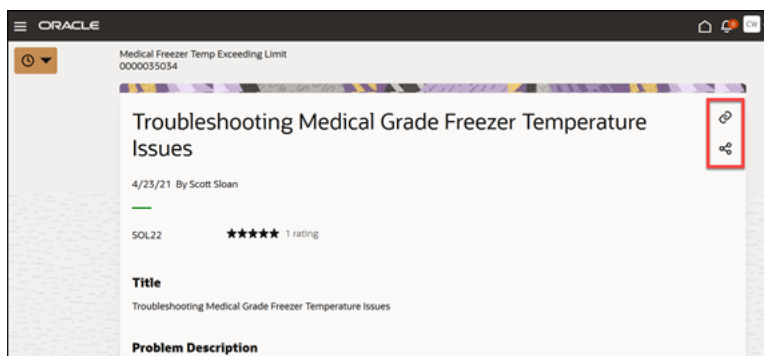 ORACLE
CW
Medical Freezer Temp Exceeding Limit
0000035034
Troubleshooting Medical Grade Freezer Temperature
Issues
4/23/21 By Scott Sloan
SOL22 ★★★★★ 1 rating
Title
Troubleshooting Medical Grade Freezer Temperature Issues
Problem Description